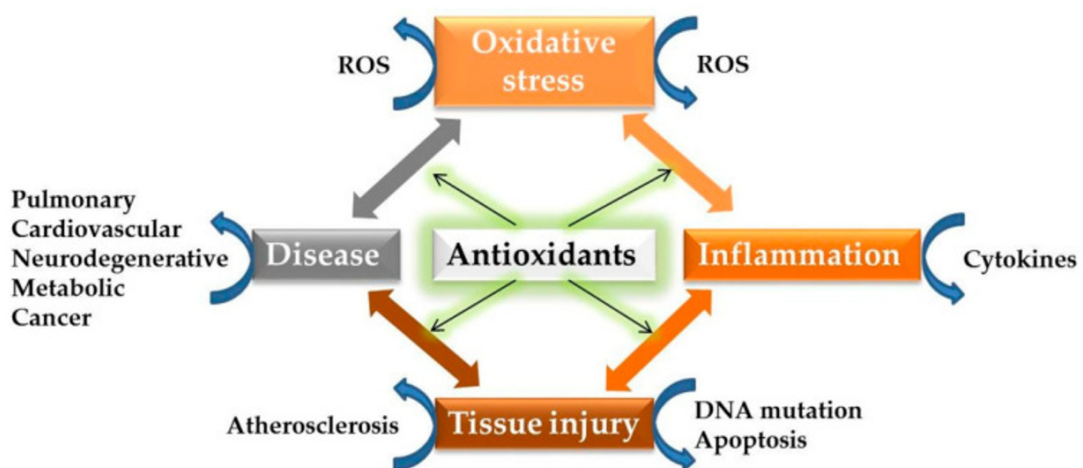 Oxidative
stress
ROS
ROS
Pulmonary
Cardiovascular
Neurodegenerative
Metabolic
Cancer
Disease
Antioxidants
Inflammation
Cytokines
Atherosclerosis
Tissue injury
DNA mutation
Apoptosis